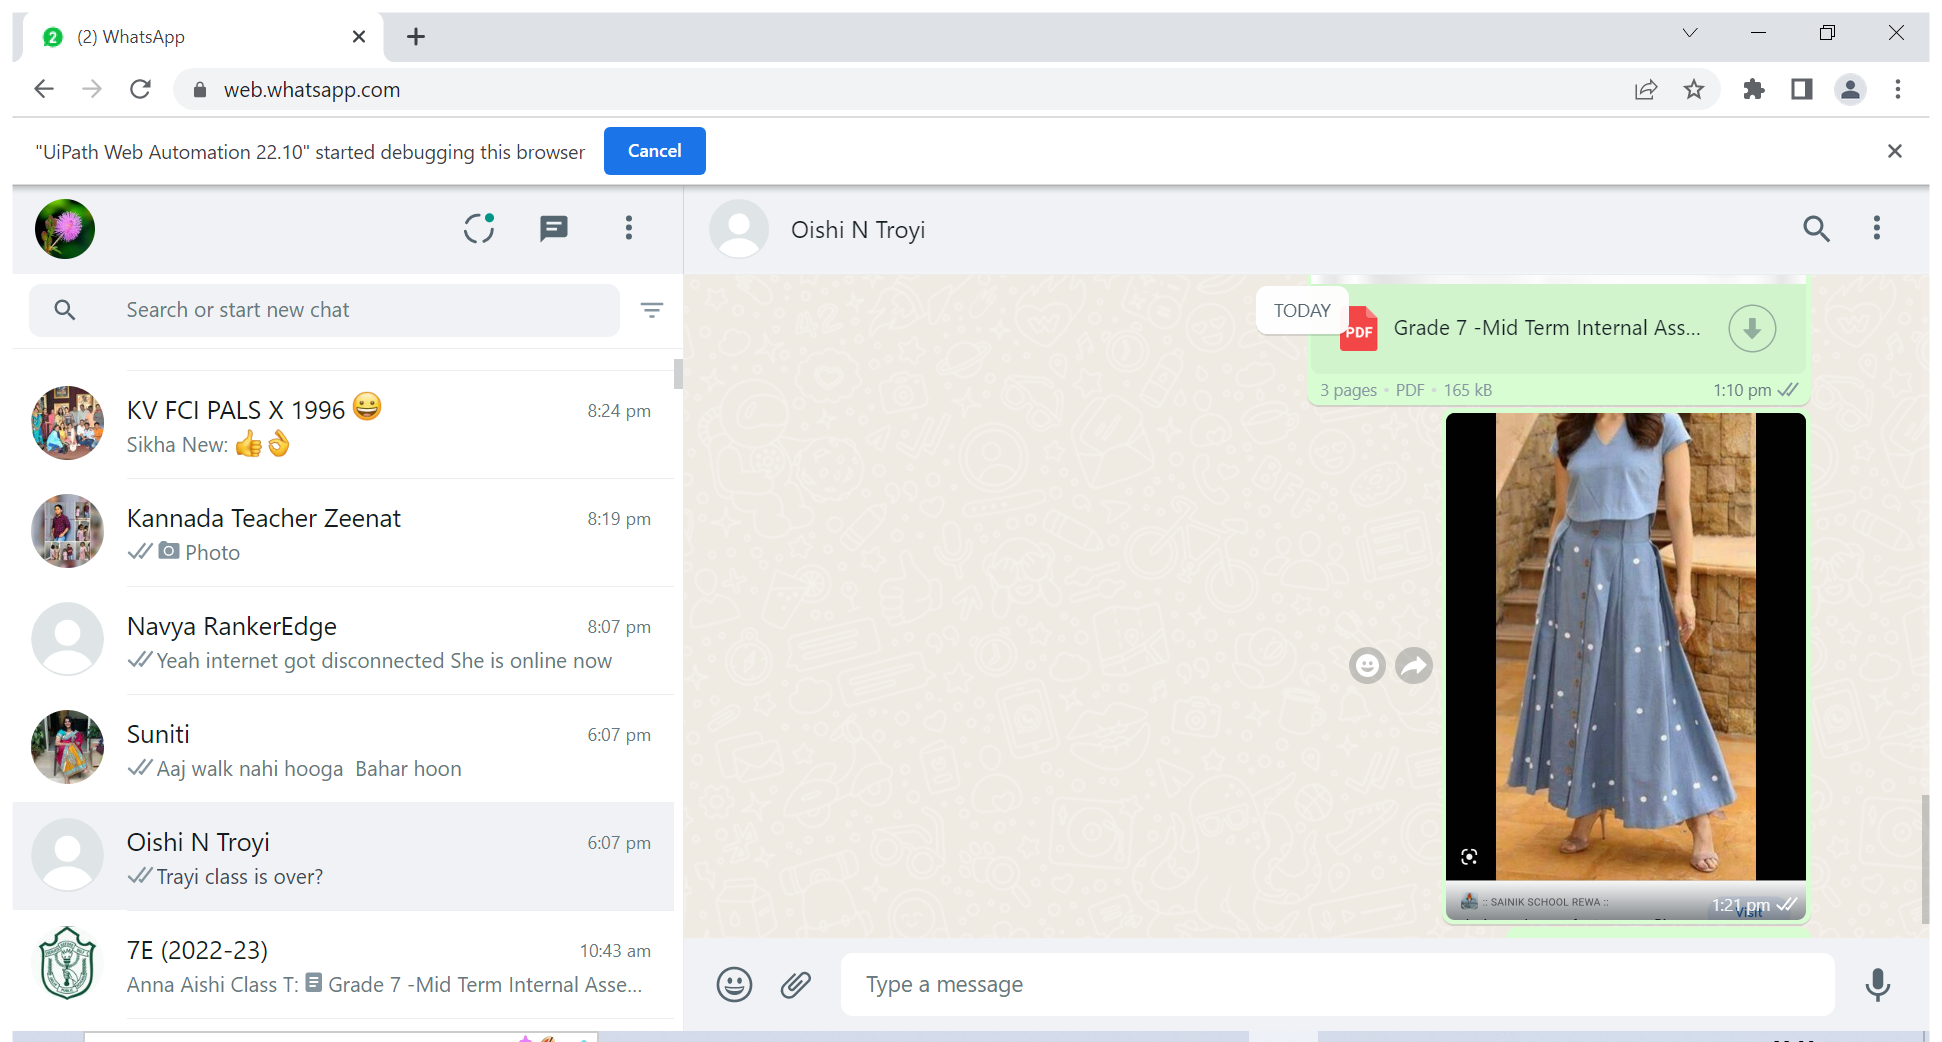 2 (2) WhatsApp
web.whatsapp.com
"UiPath Web Automation 22.10" started debugging this browser Cancel
Oishi N Troyi
Search or start new chat
KV FCI PALS X 1996 😀 8:24 pm
Sikha New: 👍👌
Kannada Teacher Zeenat 8:19 pm
Photo
Navya RankerEdge 8:07 pm
Yeah internet got disconnected She is online now
Suniti 6:07 pm
Aaj walk nahi hooga Bahar hoon
Oishi N Troyi 6:07 pm
Trayi class is over?
7E (2022-23) 10:43 am
Anna Aishi Class T: Grade 7 -Mid Term Internal Asse...
TODAY
PDF Grade 7 -Mid Term Internal Ass...
3 pages • PDF • 165 kB 1:10 pm
:: SAINIK SCHOOL REWA ::
1:21 pm
Visit
Type a message